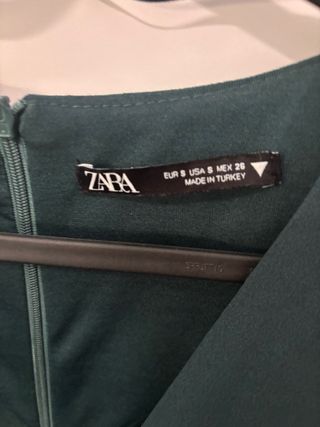 ZARA
EUR S USA S MEX 26
MADE IN TURKEY